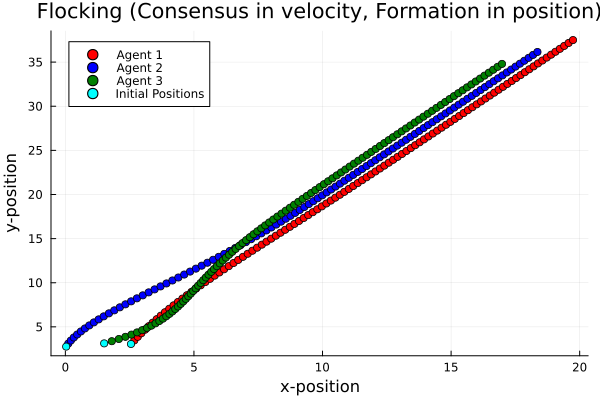 Flocking (Consensus in velocity, Formation in position)
Agent 1
Agent 2
Agent 3
Initial Positions
y-position
35
30
25
20
15
10
5
0
5
10
15
20
x-position